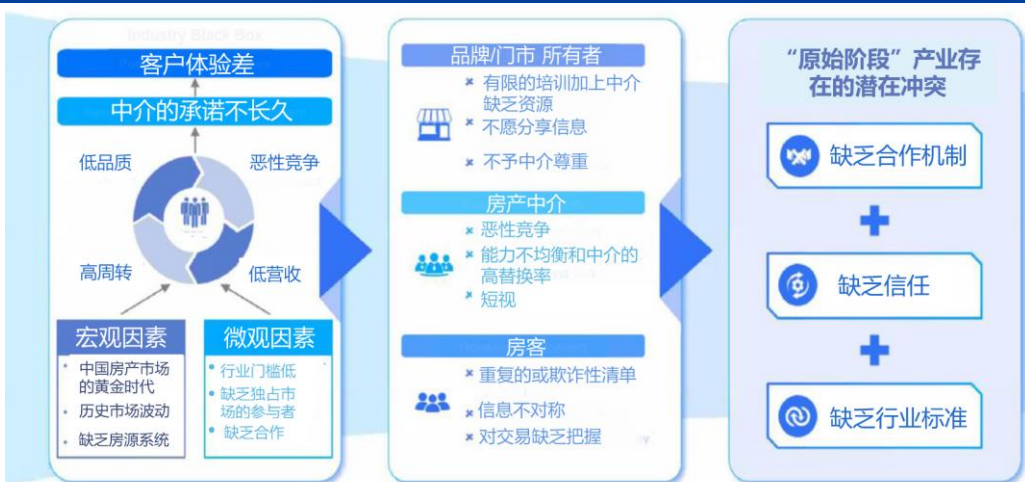 Industry Black Box
客户体验差
中介的承诺不长久
低品质
恶性竞争
高周转
低营收
宏观因素
中国房产市场
的黄金时代
历史市场波动
缺乏房源系统
微观因素
行业门槛低
缺乏独占市
场的参与者
缺乏合作
品牌/门市 所有者
有限的培训加上中介
缺乏资源
不愿分享信息
不予中介尊重
房产中介
恶性竞争
能力不均衡和中介的
高替换率
短视
房客
重复的或欺诈性清单
信息不对称
对交易缺乏把握
“原始阶段”产业存
在的潜在冲突
缺乏合作机制
缺乏信任
缺乏行业标准